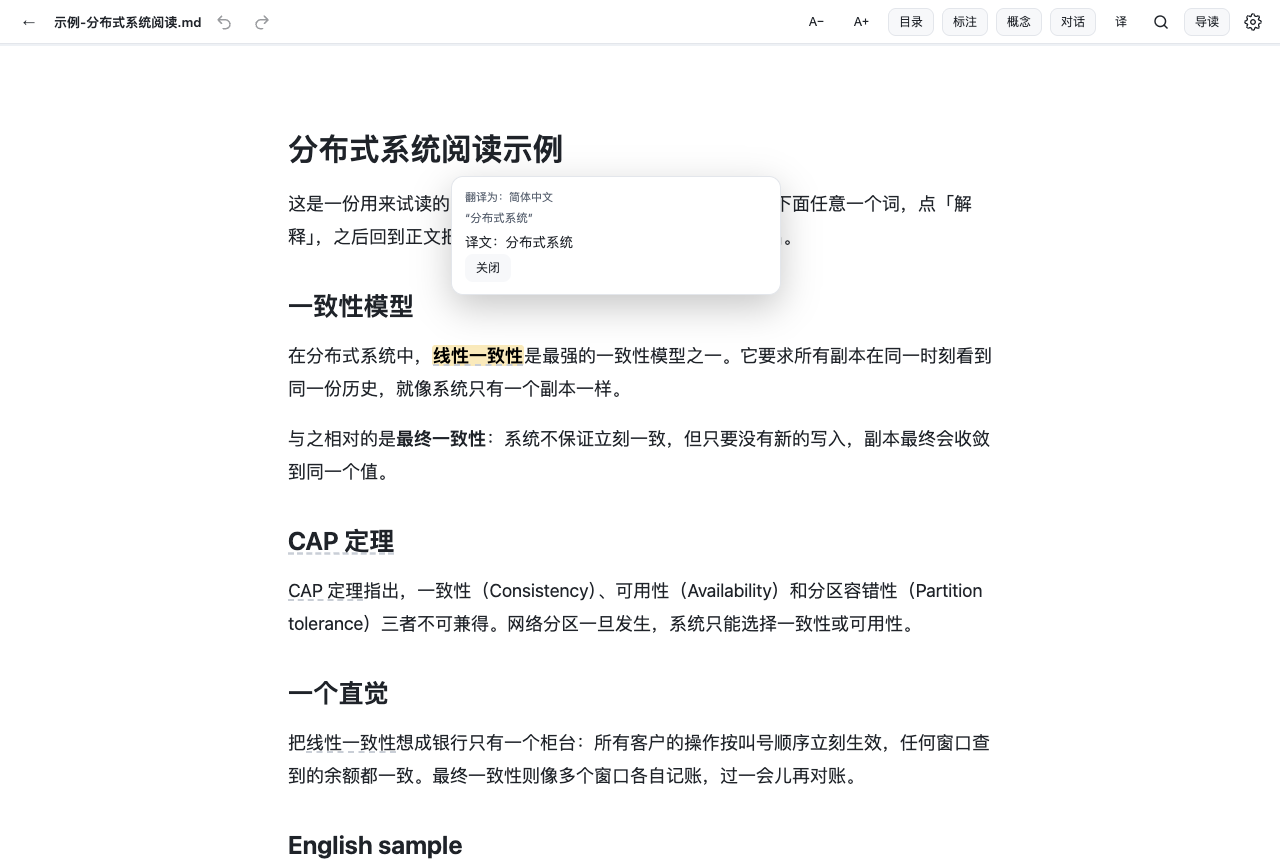 ← 示例-分布式系统阅读.md A− A+ 目录 标注 概念 对话 译 导读
分布式系统阅读示例
这是一份用来试读的
下面任意一个词，点「解
释」，之后回到正文
。
翻译为：简体中文
“分布式系统”
译文：分布式系统
关闭
一致性模型
在分布式系统中，线性一致性是最强的一致性模型之一。它要求所有副本在同一时刻看到
同一份历史，就像系统只有一个副本一样。
与之相对的是最终一致性：系统不保证立刻一致，但只要没有新的写入，副本最终会收敛
到同一个值。
CAP 定理
CAP 定理指出，一致性（Consistency）、可用性（Availability）和分区容错性（Partition
tolerance）三者不可兼得。网络分区一旦发生，系统只能选择一致性或可用性。
一个直觉
把线性一致性想成银行只有一个柜台：所有客户的操作按叫号顺序立刻生效，任何窗口查
到的余额都一致。最终一致性则像多个窗口各自记账，过一会儿再对账。
English sample